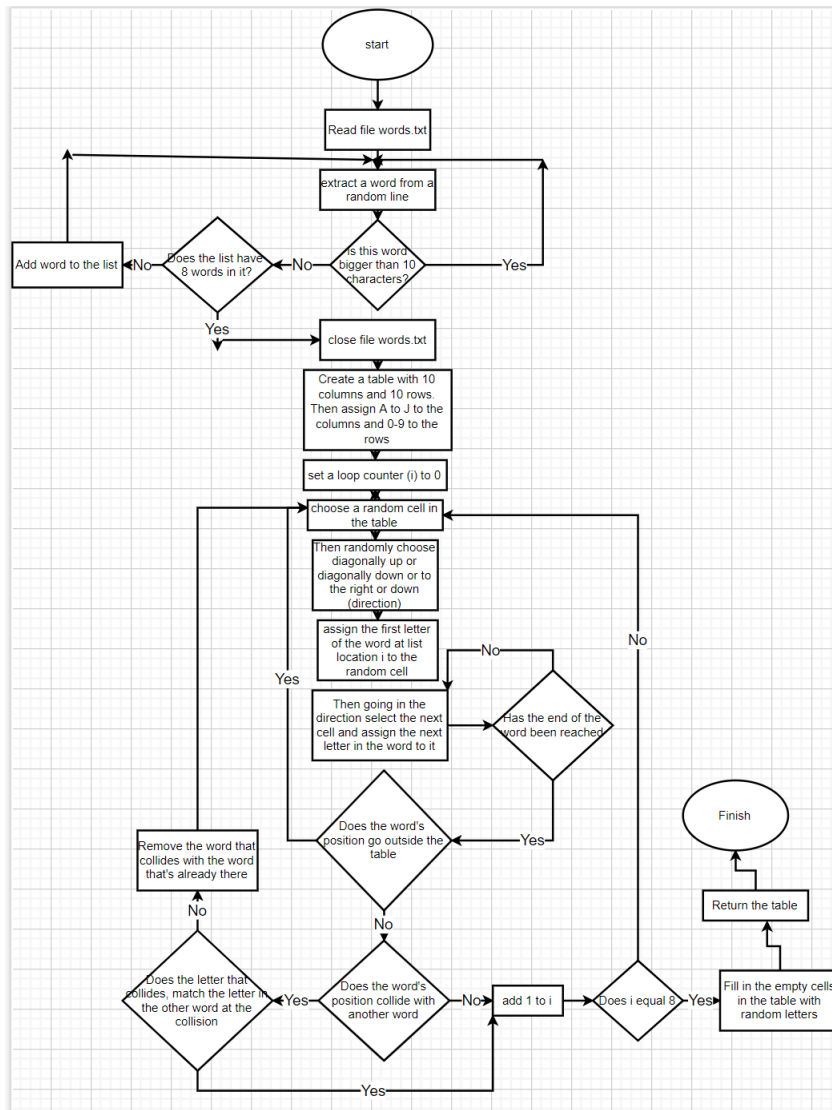 start
Read file words.txt
extract a word from a
random line
Is this word
bigger than 10
characters?
Yes
No
Does the list have
8 words in it?
No
Add word to the list
Yes
close file words.txt
Create a table with 10
columns and 10 rows.
Then assign A to J to the
columns and 0-9 to the
rows
set a loop counter (i) to 0
choose a random cell in
the table
Then randomly choose
diagonally up or
diagonally down or to
the right or down
(direction)
assign the first letter
of the word at list
location i to the
random cell
Then going in the
direction select the next
cell and assign the next
letter in the word to it
No
Has the end of the
word been reached
Yes
Does the word's
position go outside the
table
Yes
No
Does the word's
position collide with
another word
Yes
No
Does the letter that
collides, match the letter in
the other word at the
collision
No
Remove the word that
collides with the word
that's already there
Yes
add 1 to i
Does i equal 8
No
Yes
Fill in the empty cells
in the table with
random letters
Return the table
Finish